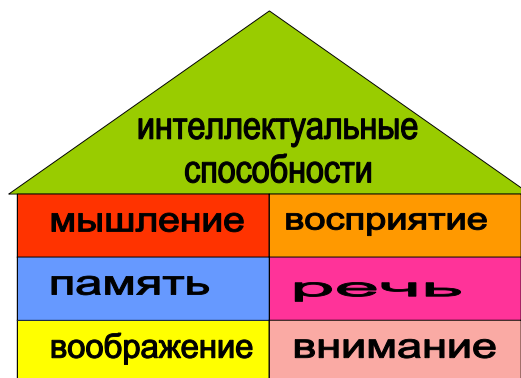 интеллектуальные
способности
мышление восприятие
память речь
воображение внимание